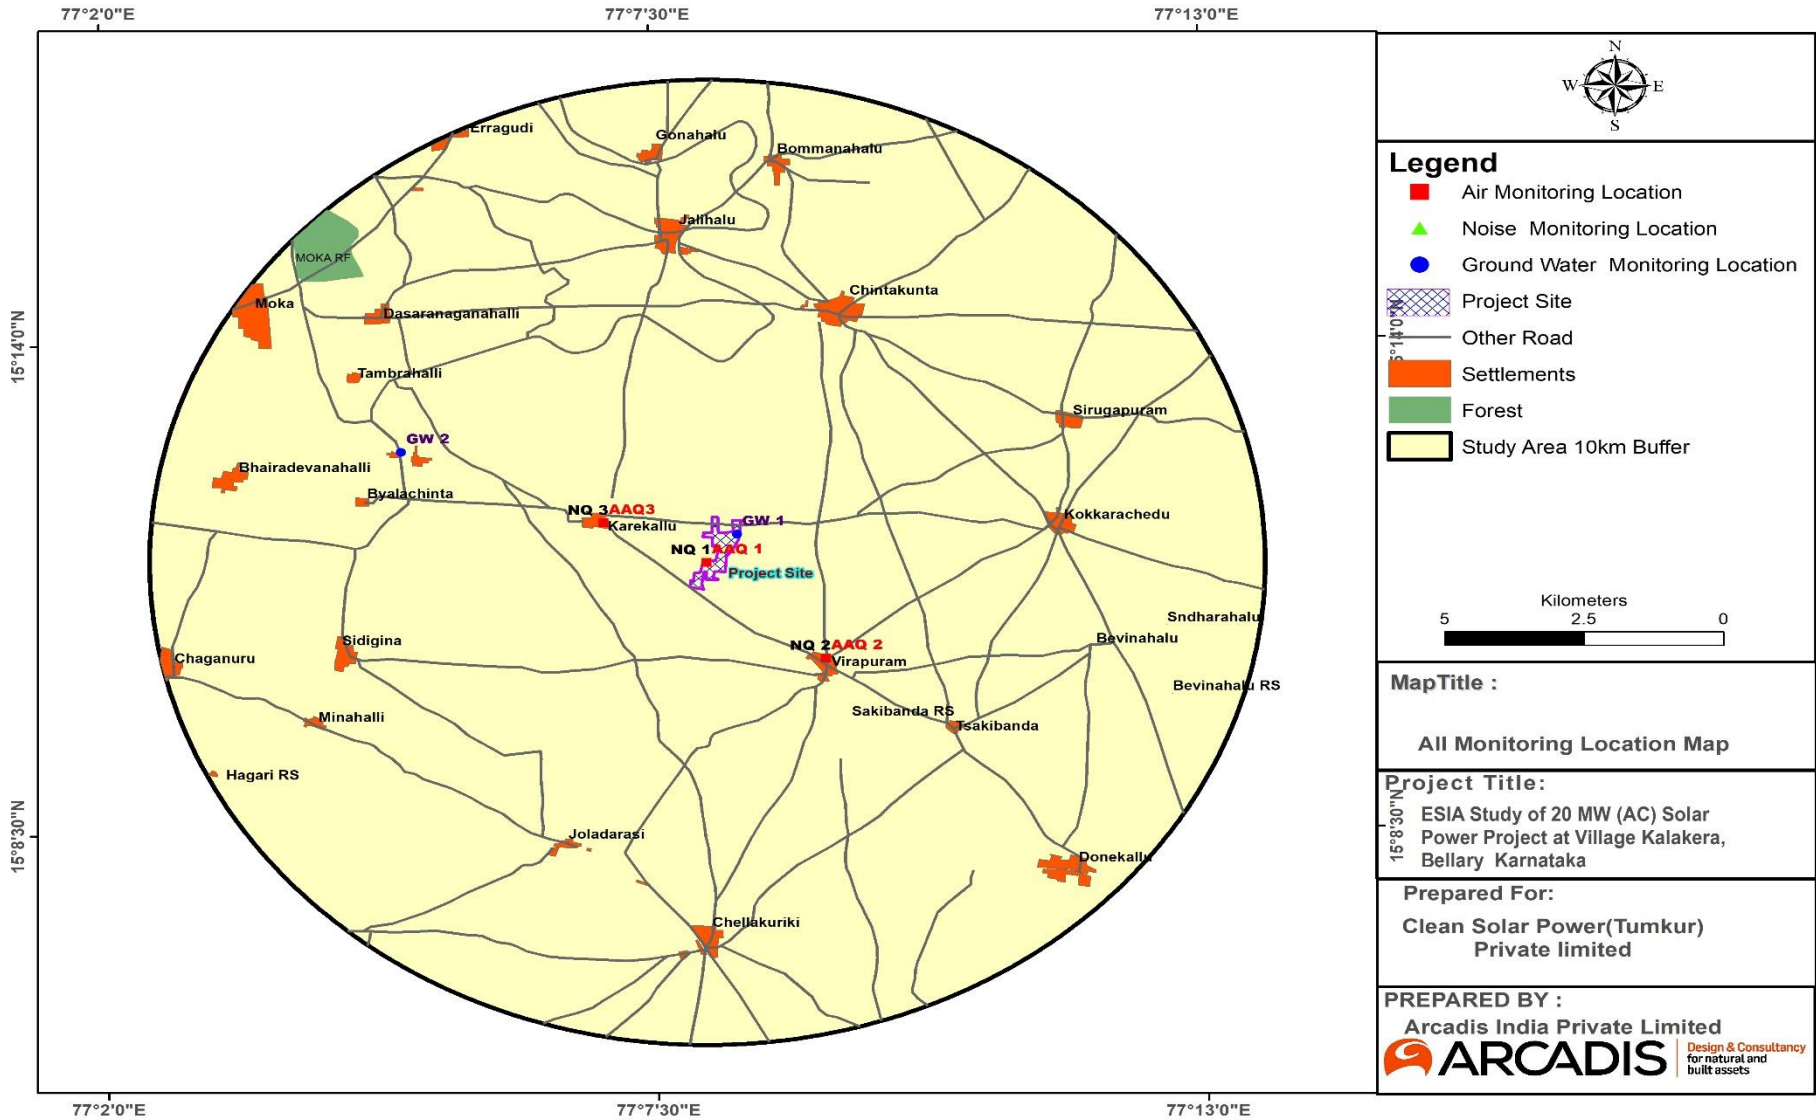 77°2'0"E
77°7'30"E
77°13'0"E
15°14'0"N
15°8'30"N
Erragudi
Gonahalu
Bommanahalu
Jalihalu
MOKA RF
Moka
Dasaranaganahalli
Chintakunta
Tambrahalli
Sirugapuram
GW 2
Bhairadevanahalli
Byalachinta
NQ 3 AAQ3
Karekallu
GW 1
Kokkarachedu
NQ 1 AAQ 1
Project Site
Sndharahalu
Bevinahalu
NQ 2 AAQ 2
Virapuram
Sidigina
Chaganuru
Bevinahalu RS
Sakibanda RS
Tsakibanda
Minahalli
Hagari RS
Joladarasi
Donekallu
Chellakuriki
77°2'0"E
77°7'30"E
77°13'0"E
N
W
E
S
Legend
Air Monitoring Location
Noise Monitoring Location
Ground Water Monitoring Location
Project Site
Other Road
Settlements
Forest
Study Area 10km Buffer
5°14'0"N
Kilometers
5 2.5 0
MapTitle :
All Monitoring Location Map
Project Title:
15°8'30"N
ESIA Study of 20 MW (AC) Solar
Power Project at Village Kalakera,
Bellary Karnataka
Prepared For:
Clean Solar Power(Tumkur)
Private limited
PREPARED BY :
Arcadis India Private Limited
ARCADIS
Design & Consultancy
for natural and
built assets